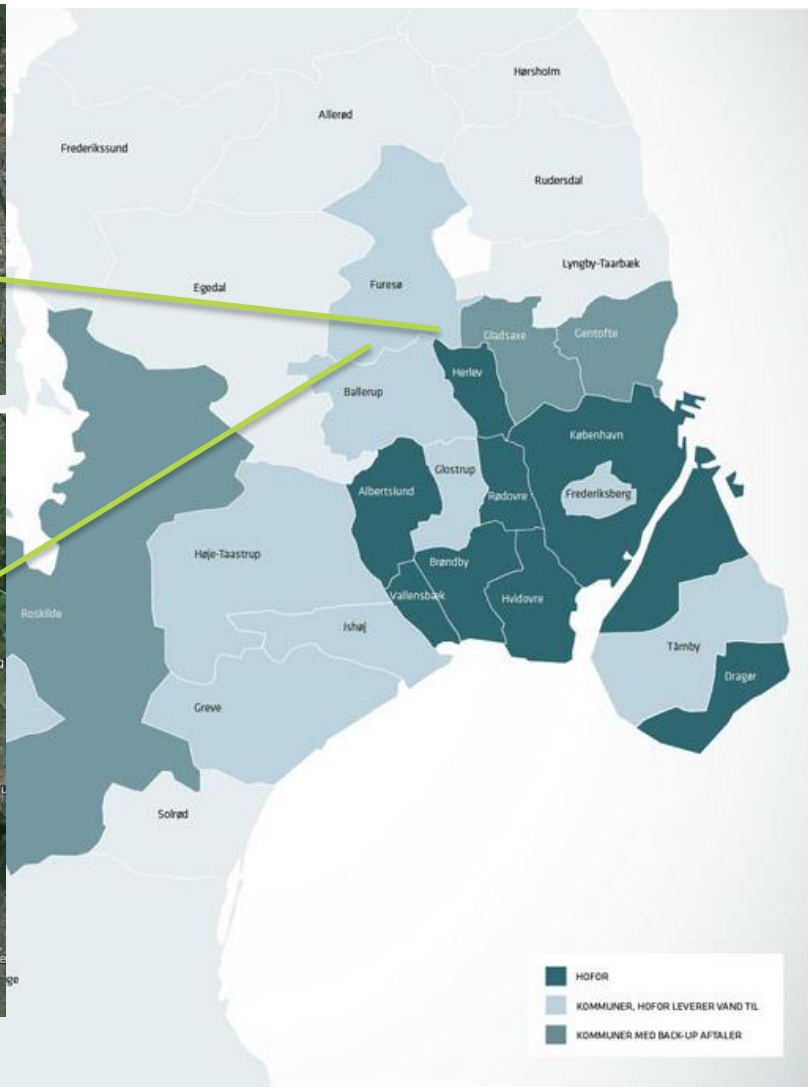 Hørsholm
Allerød
Frederikssund
Rudersdal
Lyngby-Taarbæk
Egedal
Furesø
Gladsaxe
Gentofte
Herlev
Ballerup
København
Glostrup
Albertslund
Rødovre
Frederiksberg
Høje-Taastrup
Brøndby
Vallensbæk
Hvidovre
Roskilde
Ishøj
Tårnby
Dragør
Greve
Solrød
ge
HOFOR
KOMMUNER, HOFOR LEVERER VAND TIL
KOMMUNER MED BACK-UP AFTALER